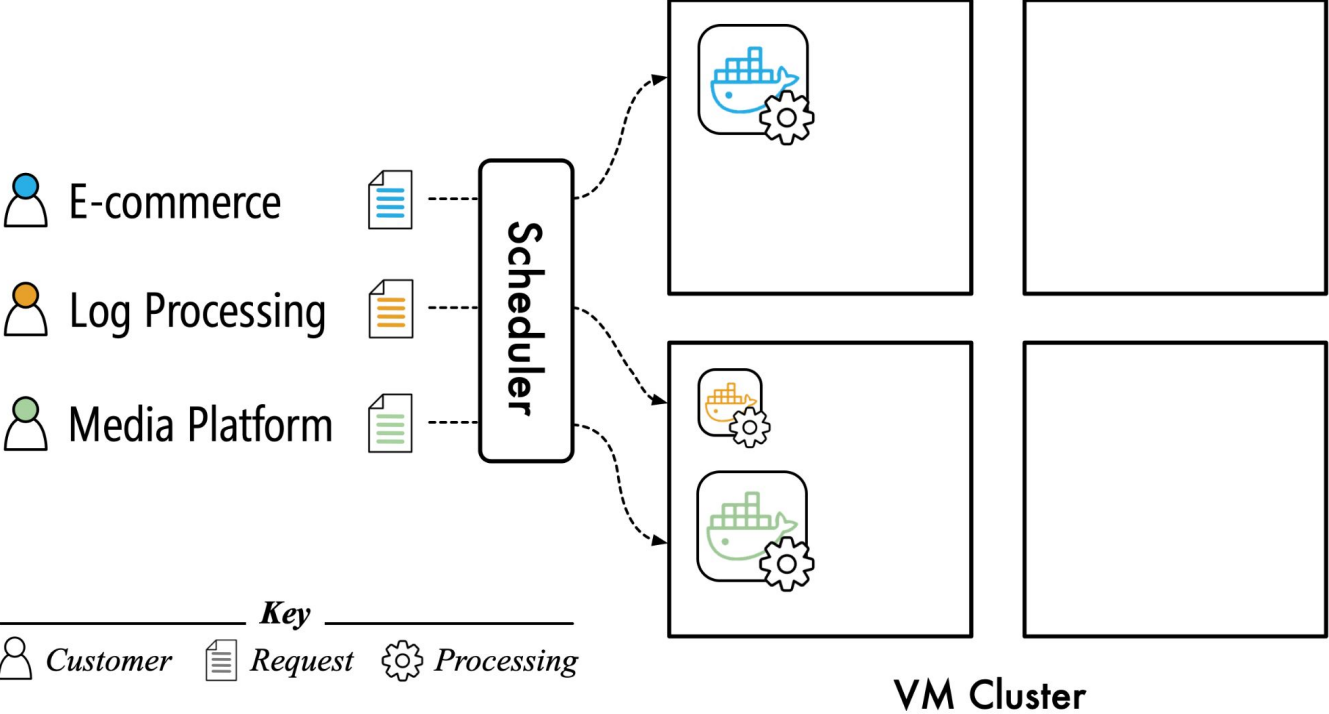 E-commerce
Log Processing
Media Platform
Scheduler
Key
Customer Request Processing
VM Cluster